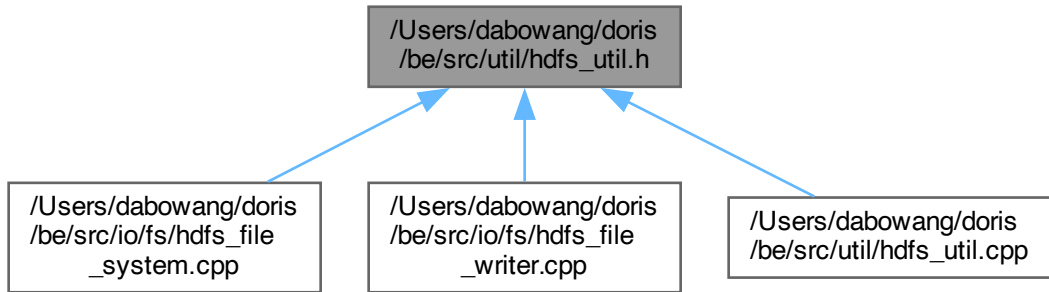 /Users/dabowang/doris
/be/src/util/hdfs_util.h
/Users/dabowang/doris
/be/src/io/fs/hdfs_file
_system.cpp
/Users/dabowang/doris
/be/src/io/fs/hdfs_file
_writer.cpp
/Users/dabowang/doris
/be/src/util/hdfs_util.cpp